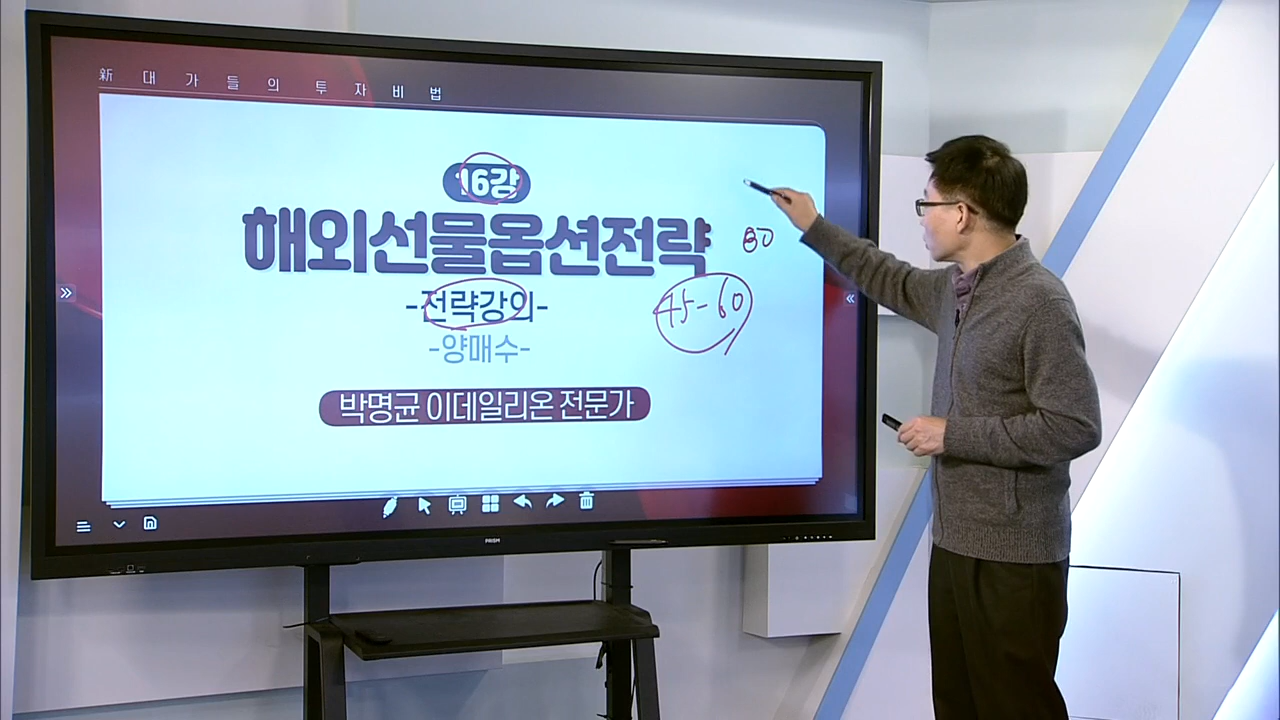 新 대가들의 투자비법
16강
해외선물옵션전략
80
-전략강의-
45-60
-양매수-
박명균 이데일리온 전문가
PRISM